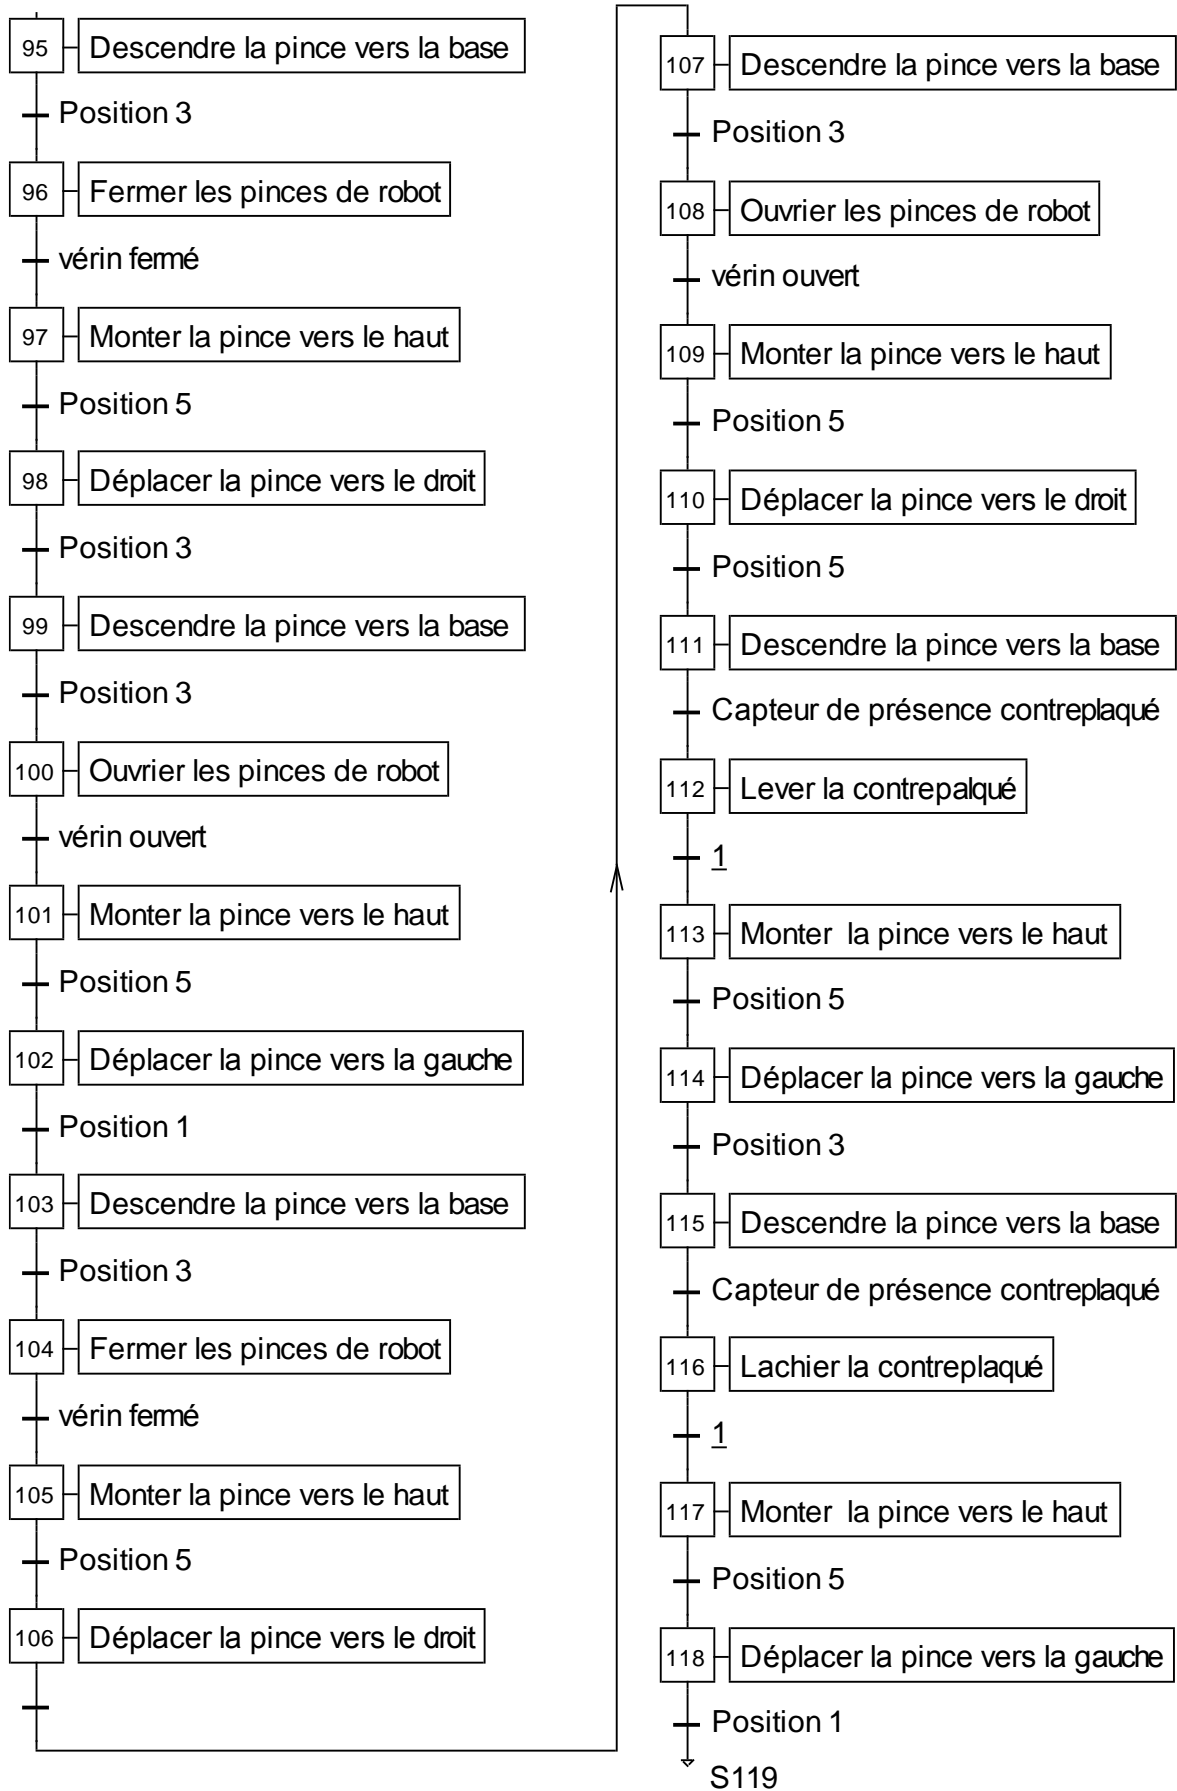 95 Descendre la pince vers la base
Position 3
96 Fermer les pinces de robot
vérin fermé
97 Monter la pince vers le haut
Position 5
98 Déplacer la pince vers le droit
Position 3
99 Descendre la pince vers la base
Position 3
100 Ouvrier les pinces de robot
vérin ouvert
101 Monter la pince vers le haut
Position 5
102 Déplacer la pince vers la gauche
Position 1
103 Descendre la pince vers la base
Position 3
104 Fermer les pinces de robot
vérin fermé
105 Monter la pince vers le haut
Position 5
106 Déplacer la pince vers le droit
107 Descendre la pince vers la base
Position 3
108 Ouvrier les pinces de robot
vérin ouvert
109 Monter la pince vers le haut
Position 5
110 Déplacer la pince vers le droit
Position 5
111 Descendre la pince vers la base
Capteur de présence contreplaqué
112 Lever la contrepalqué
1
113 Monter la pince vers le haut
Position 5
114 Déplacer la pince vers la gauche
Position 3
115 Descendre la pince vers la base
Capteur de présence contreplaqué
116 Lachier la contreplaqué
1
117 Monter la pince vers le haut
Position 5
118 Déplacer la pince vers la gauche
Position 1
S119